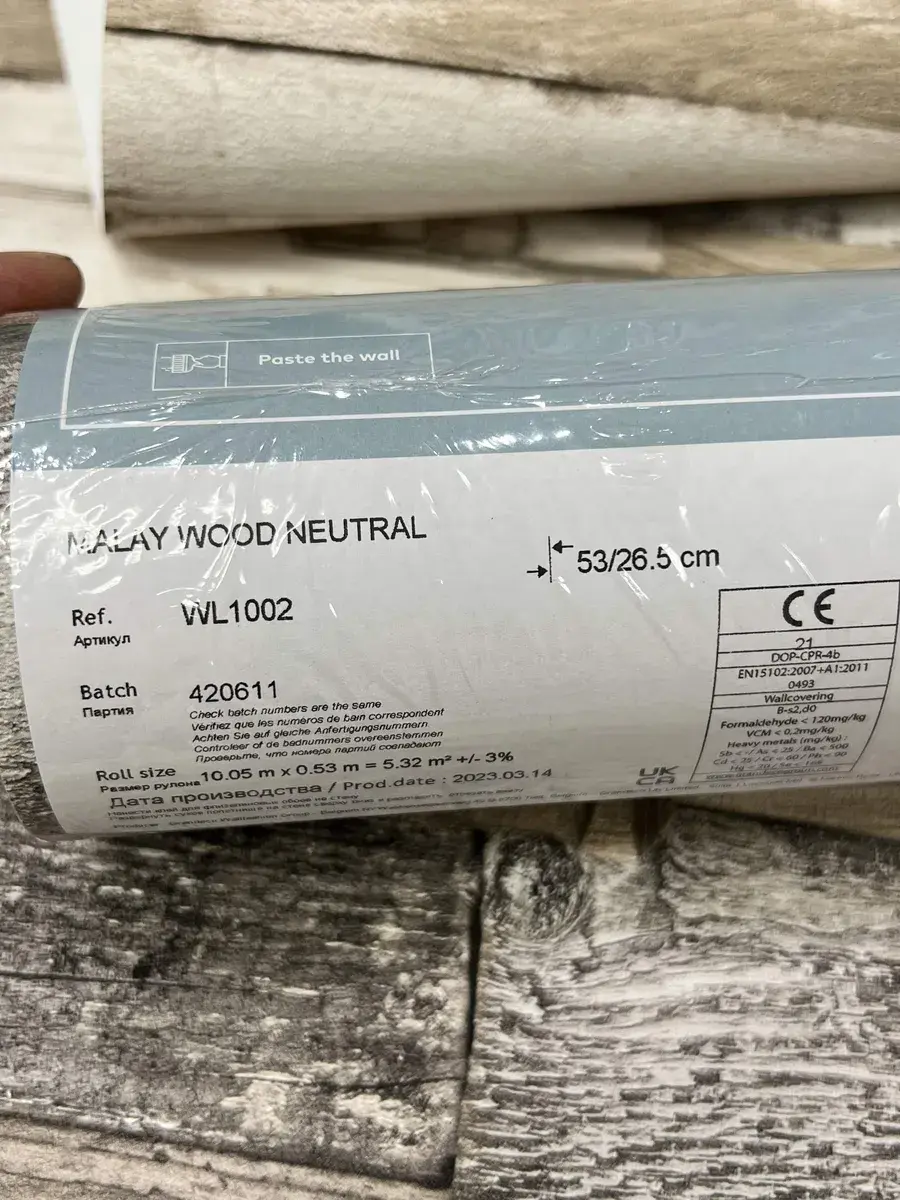 Paste the wall
MALAY WOOD NEUTRAL
53/26.5 cm
Ref. WL1002
Артикул
Batch 420611
Партия
Check batch numbers are the same
Vérifiez que les numéros de bain correspondent
Achten Sie auf gleiche Anfertigungsnummern
Controleer of de badnummers overeenstemmen
Проверьте, что номера партий совпадают
Roll size 10.05 m x 0.53 m = 5.32 m² +/- 3%
Размер рулона
Дата производства / Prod.date : 2023.03.14
CE
21
DOP-CPR-4b
EN15102:2007+A1:2011
0493
Wallcovering
B-s2,d0
Formaldehyde < 120mg/kg
VCM < 0,2mg/kg
Heavy metals (mg/kg) :
UK
CA